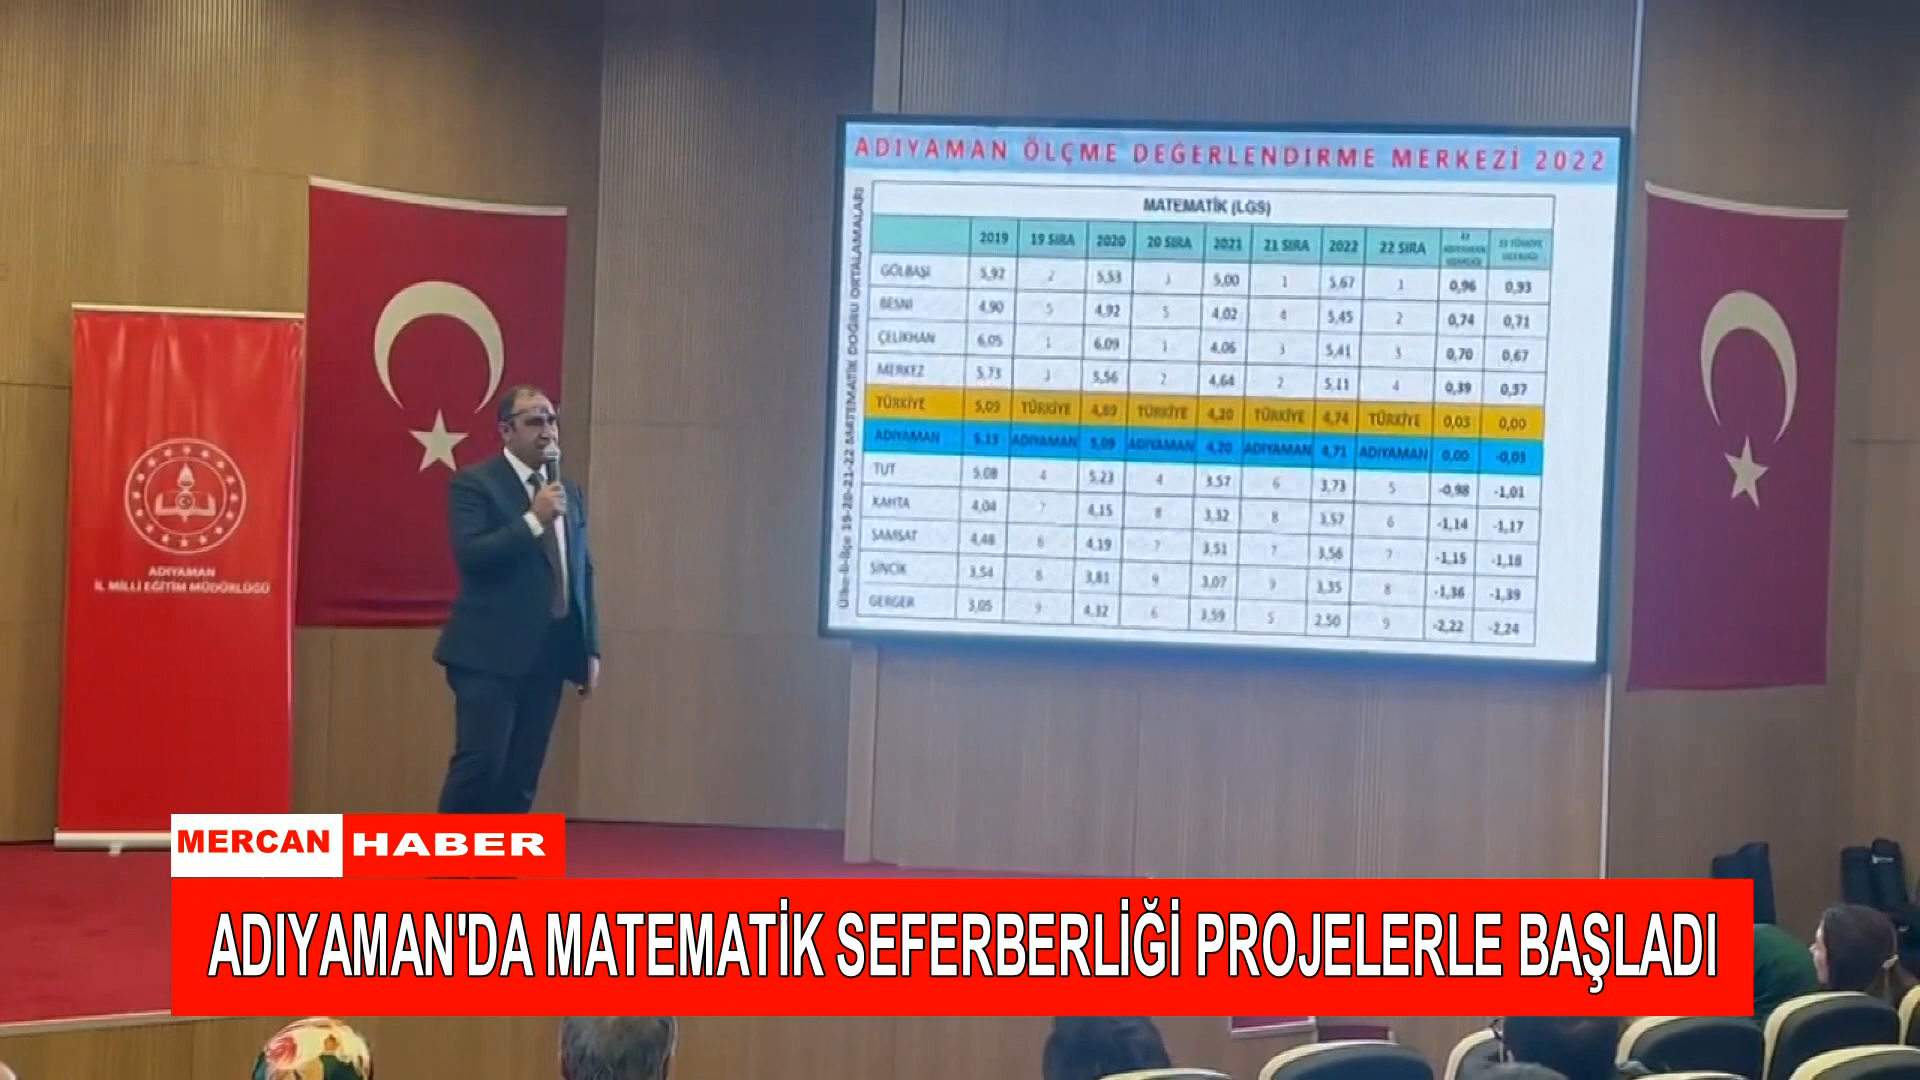 ADIYAMAN ÖLÇME DEĞERLENDİRME MERKEZİ 2022
MATEMATİK (LGS)
2019 19 SIRA 2020 20 SIRA 2021 21 SIRA 2022 22 SIRA
GÖLBAŞI 5,92 2 5,53 3 5,00 1 5,67 1 0,96 0,93
BESNİ 4,90 5 4,92 5 4,02 4 5,45 2 0,74 0,71
ÇELİKHAN 6,05 1 6,09 1 4,06 3 5,41 3 0,70 0,67
MERKEZ 5,73 3 5,56 2 4,64 2 5,11 4 0,39 0,37
TÜRKİYE 5,09 TÜRKİYE 4,89 TÜRKİYE 4,20 TÜRKİYE 4,74 TÜRKİYE 0,03 0,00
ADIYAMAN 5,13 ADIYAMAN 5,09 ADIYAMAN 4,20 ADIYAMAN 4,71 ADIYAMAN 0,00 -0,03
TUT 5,08 4 5,23 4 3,57 6 3,73 5 -0,98 -1,01
KAHTA 4,04 7 4,15 8 3,32 8 3,57 6 -1,14 -1,17
SAMSAT 4,48 6 4,19 7 3,51 7 3,56 7 -1,15 -1,18
SİNCİK 3,54 8 3,81 9 3,07 9 3,35 8 -1,36 -1,39
GERGER 3,05 9 4,32 6 3,59 5 2,50 9 -2,22 -2,24
19-20-21-22 MATEMATİK DOĞRU ORTALAMALARI
ADIYAMAN
İL MİLLİ EĞİTİM MÜDÜRLÜĞÜ
MERCAN HABER
ADIYAMAN'DA MATEMATİK SEFERBERLİĞİ PROJELERLE BAŞLADI